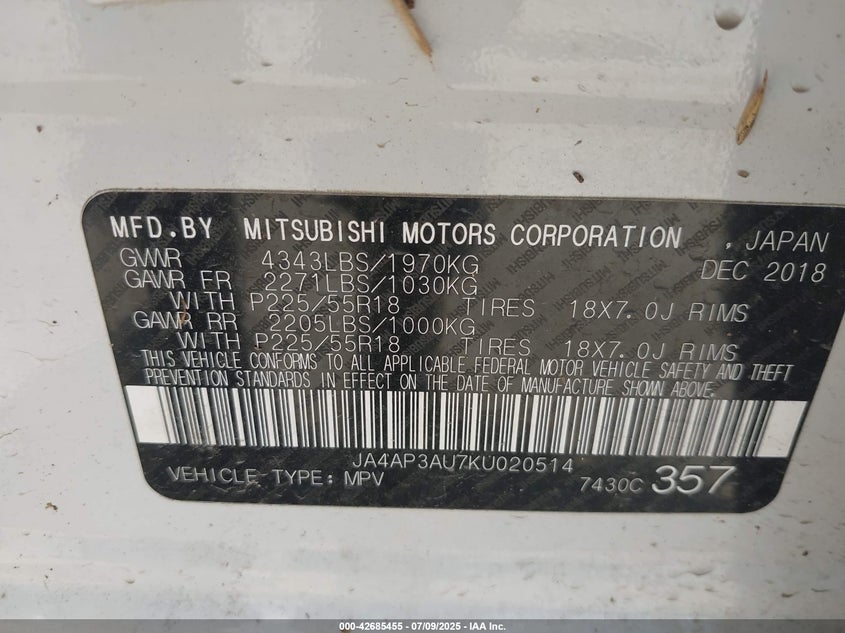 MFD.BY MITSUBISHI MOTORS CORPORATION , JAPAN
GVWR 4343LBS/1970KG DEC 2018
GAWR FR 2271LBS/1030KG
WITH P225/55R18 TIRES 18X7.0J RIMS
GAWR RR 2205LBS/1000KG
WITH P225/55R18 TIRES 18X7.0J RIMS
THIS VEHICLE CONFORMS TO ALL APPLICABLE FEDERAL MOTOR VEHICLE SAFETY AND THEFT
PREVENTION STANDARDS IN EFFECT ON THE DATE OF MANUFACTURE SHOWN ABOVE.
JA4AP3AU7KU020514
VEHICLE TYPE: MPV 7430C 357
000-42685455 - 07/09/2025 - IAA Inc.